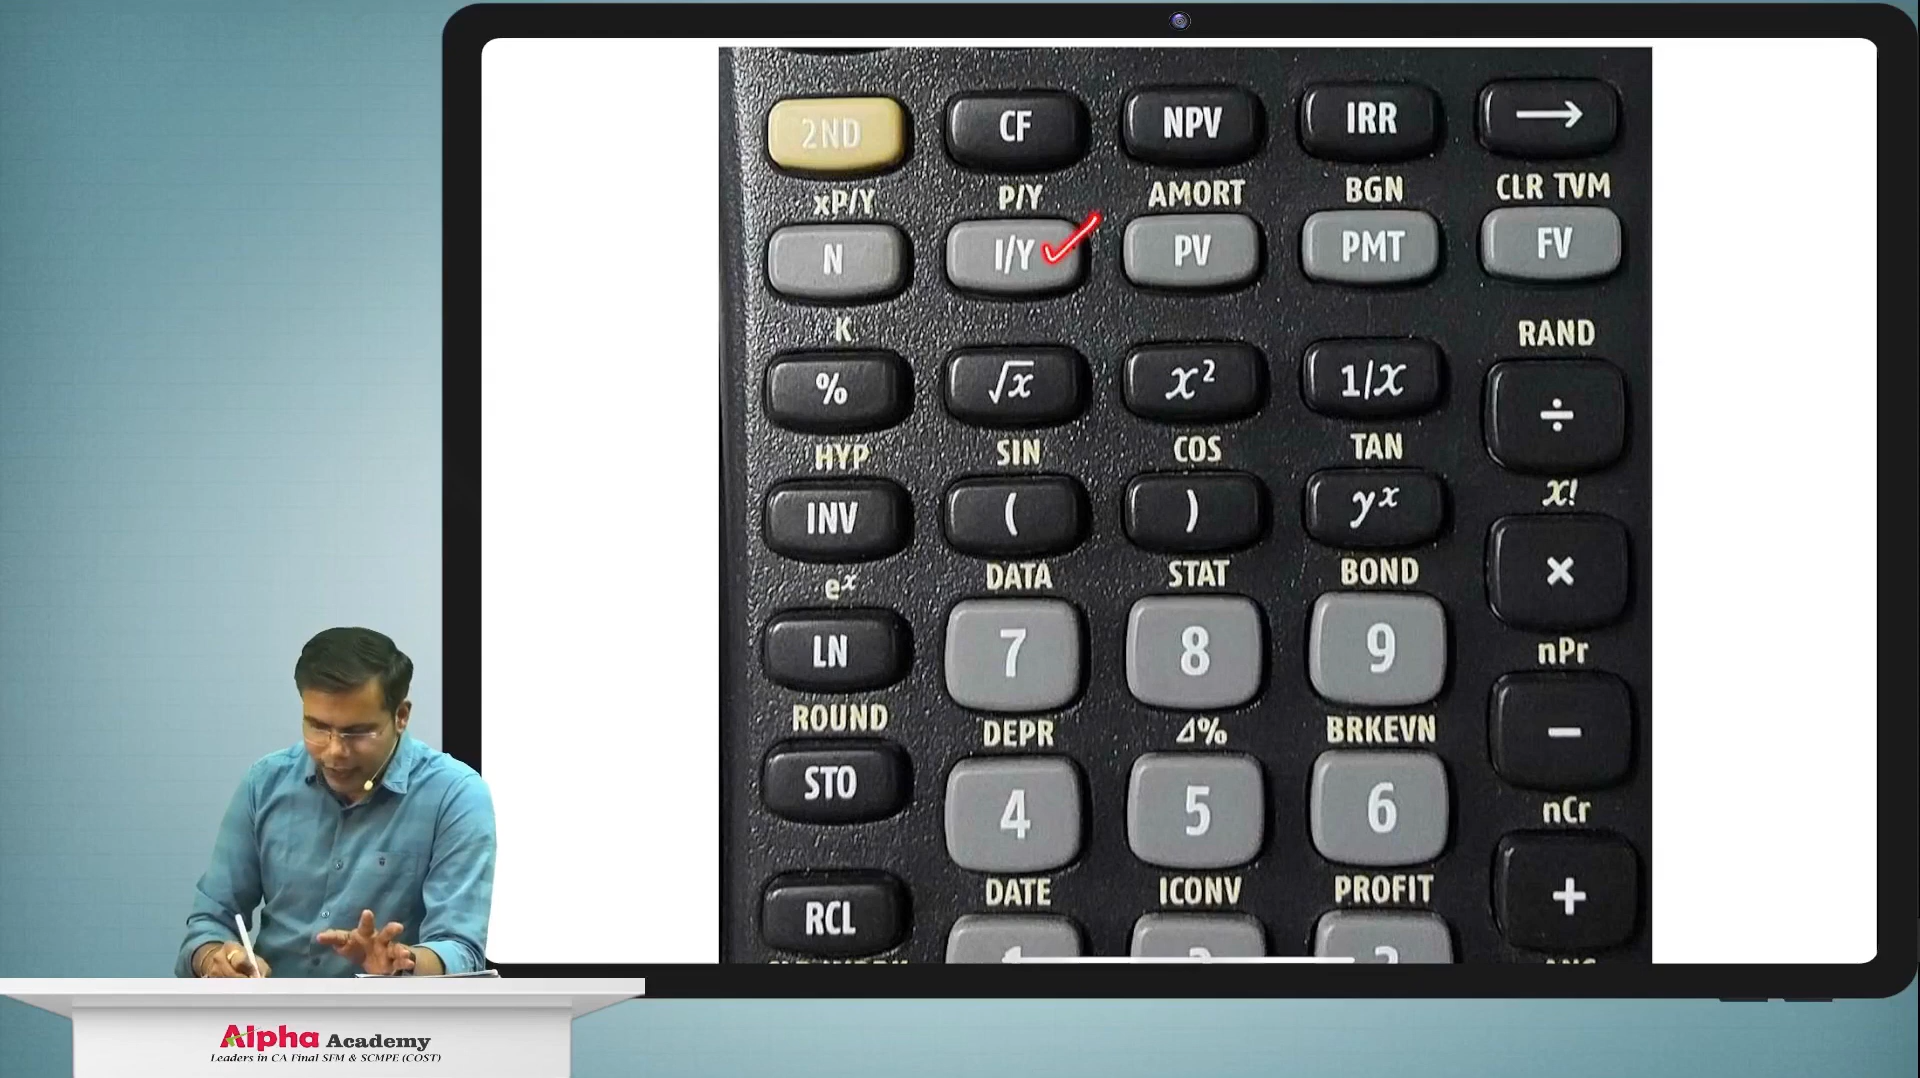 2ND CF NPV IRR →
xP/Y P/Y AMORT BGN CLR TVM
N I/Y PV PMT FV
K RAND
% √x x² 1/x ÷
HYP SIN COS TAN x!
INV ( ) yˣ ×
eˣ DATA STAT BOND nPr
LN 7 8 9 −
ROUND DEPR Δ% BRKEVN nCr
STO 4 5 6 +
DATE ICONV PROFIT
RCL
Alpha Academy
Leaders in CA Final SFM & SCMPE (COST)